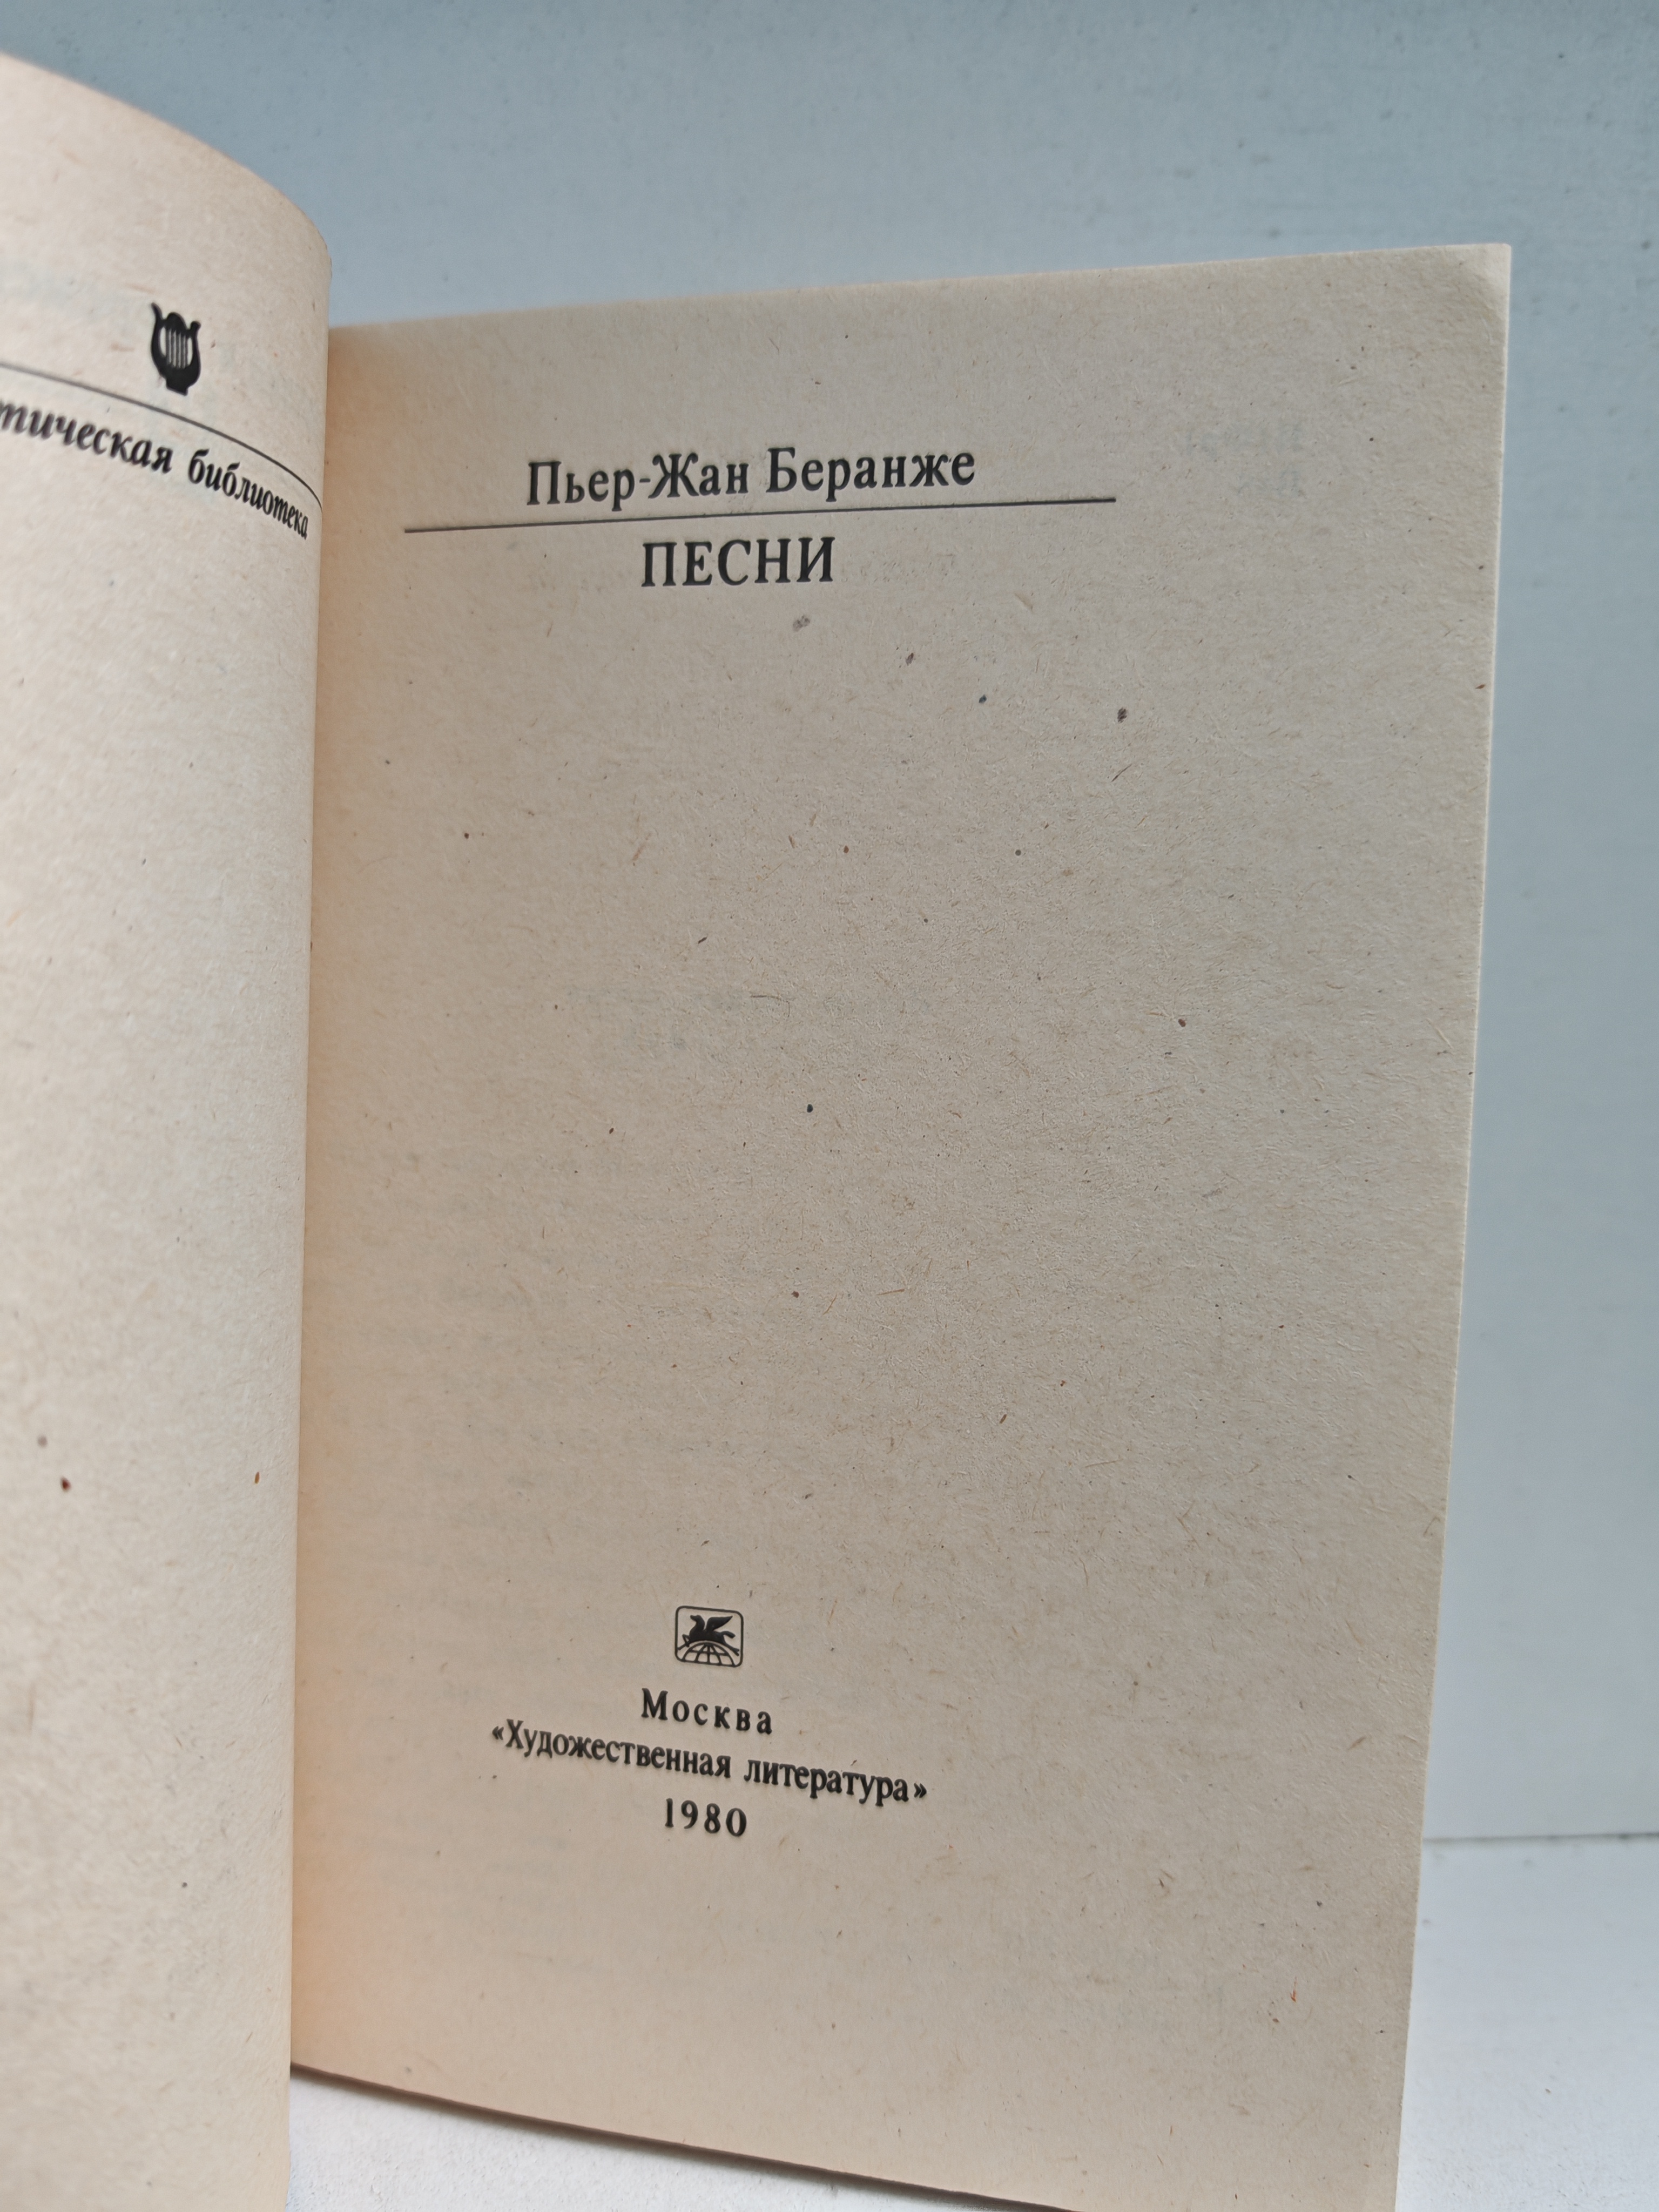 тическая библиотека
Пьер-Жан Беранже
ПЕСНИ
Москва
«Художественная литература»
1980